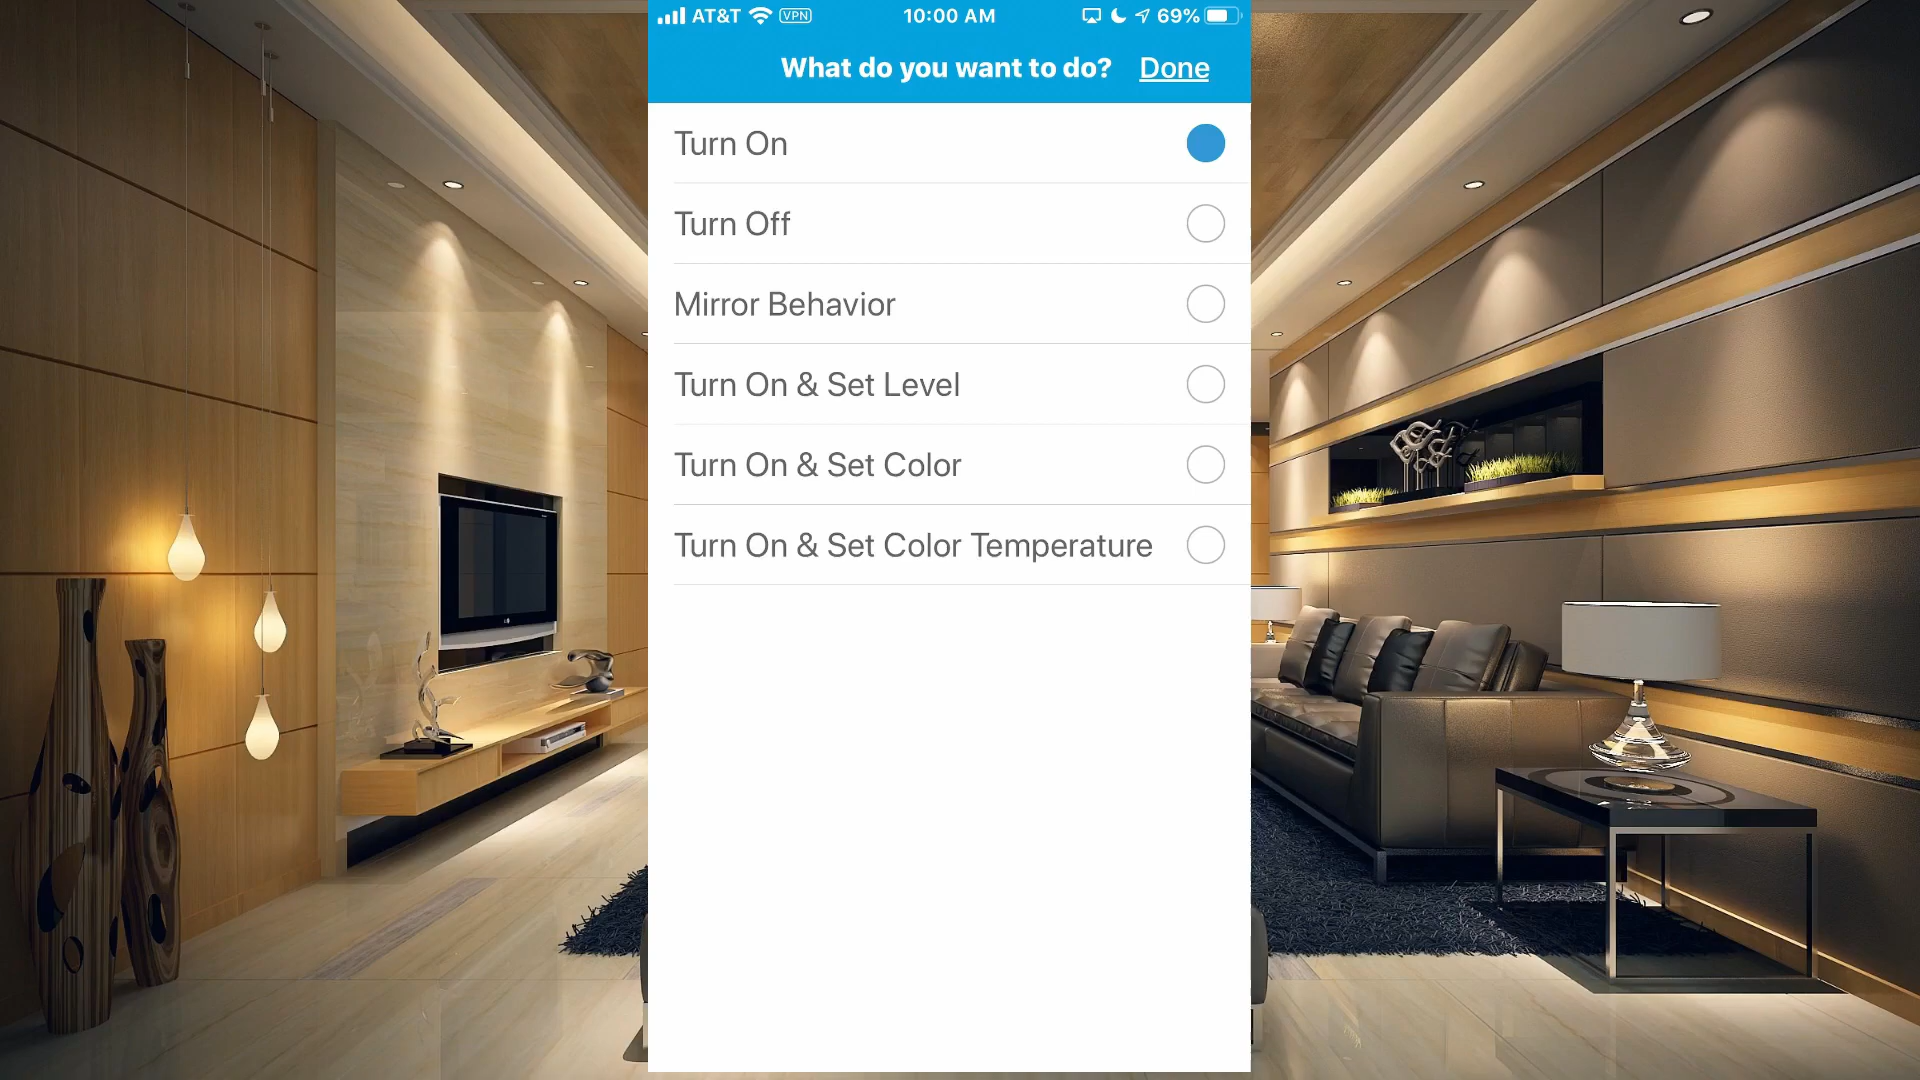 AT&T VPN 10:00 AM 69%
What do you want to do? Done
Turn On
Turn Off
Mirror Behavior
Turn On & Set Level
Turn On & Set Color
Turn On & Set Color Temperature